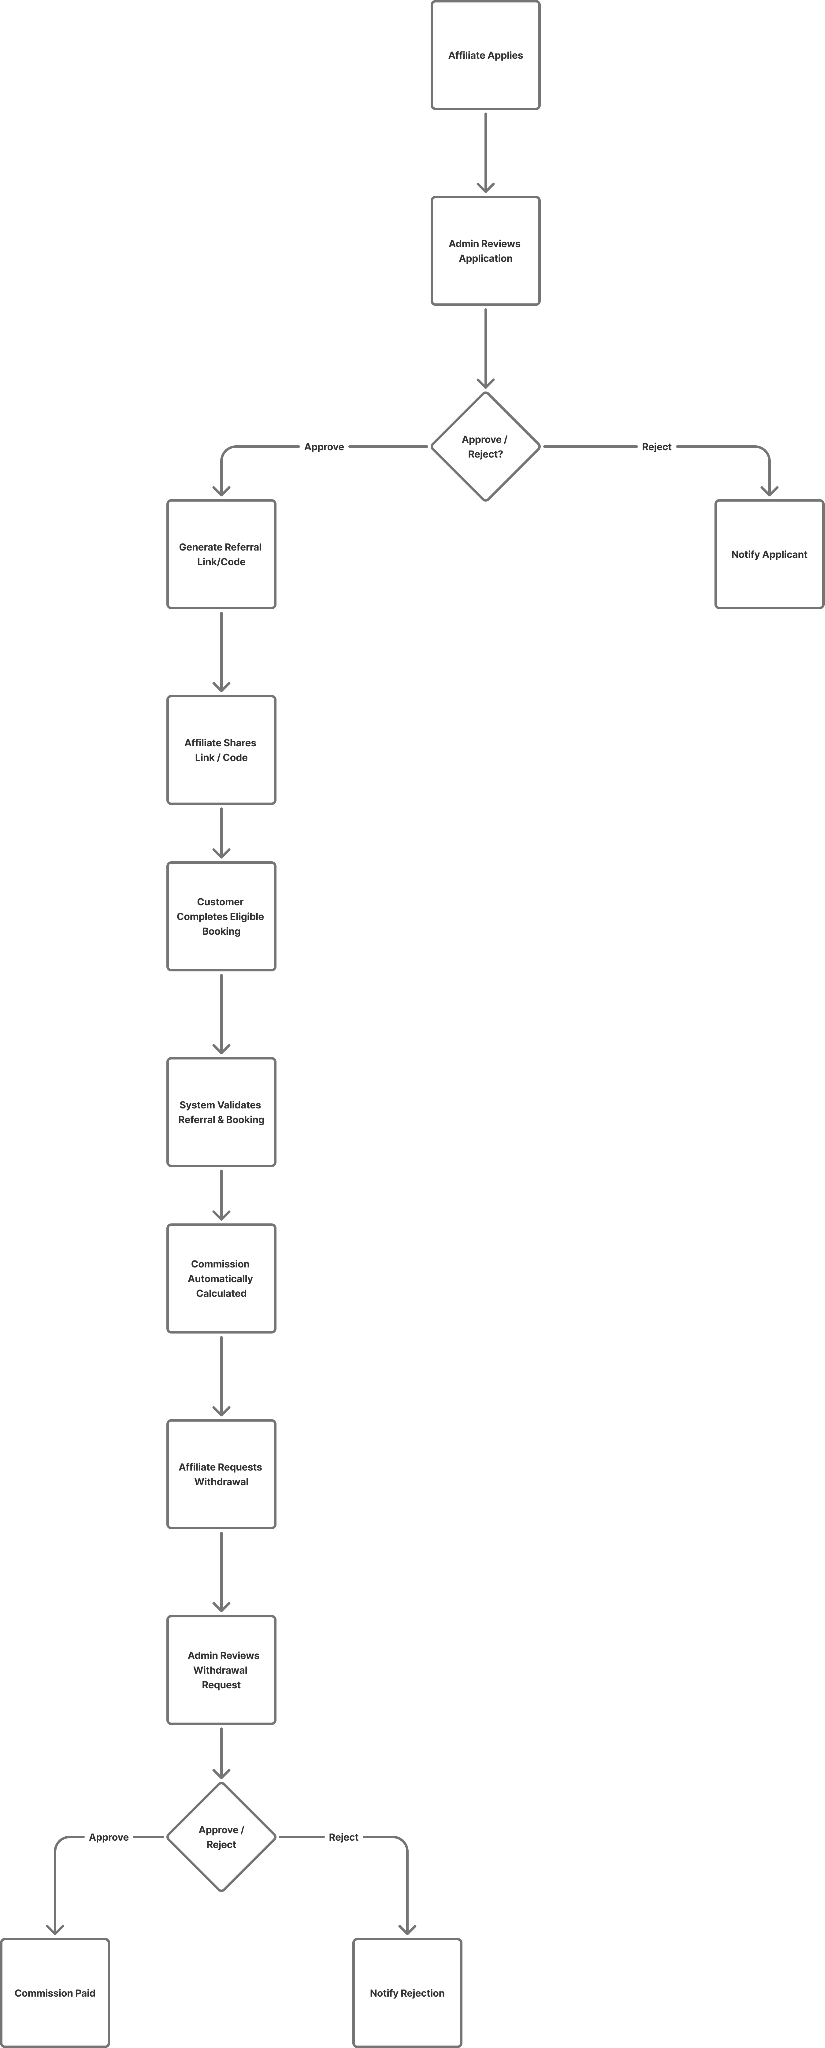 Affiliate Applies
Admin Reviews
Application
Approve /
Reject?
Approve
Reject
Generate Referral
Link/Code
Notify Applicant
Affiliate Shares
Link / Code
Customer
Completes Eligible
Booking
System Validates
Referral & Booking
Commission
Automatically
Calculated
Affiliate Requests
Withdrawal
Admin Reviews
Withdrawal
Request
Approve /
Reject
Approve
Reject
Commission Paid
Notify Rejection